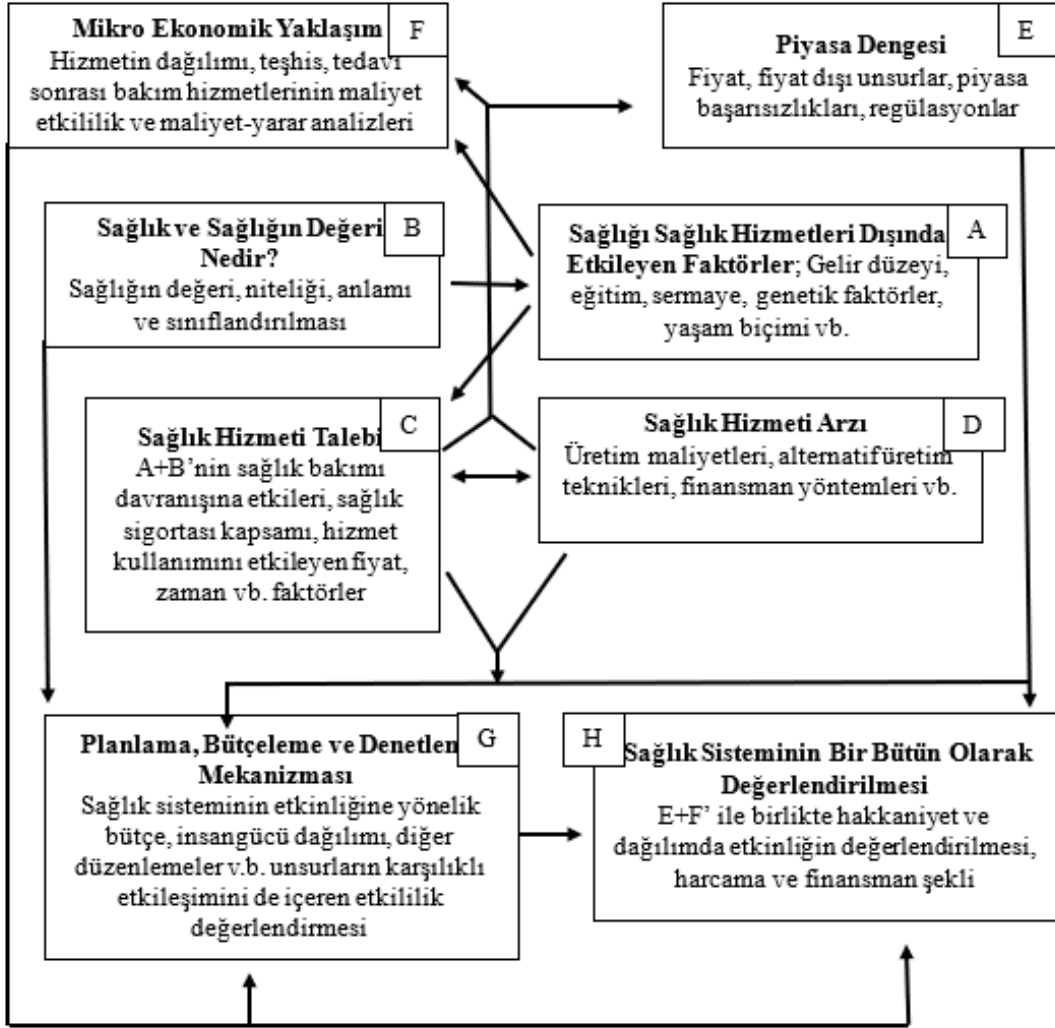 Mikro Ekonomik Yaklaşım
F
Hizmetin dağılımı, teşhis, tedavi
sonrası bakım hizmetlerinin maliyet
etkililik ve maliyet-yarar analizleri
E
Piyasa Dengesi
Fiyat, fiyat dışı unsurlar, piyasa
başarısızlıkları, regülasyonlar
Sağlık ve Sağlığın Değeri
B
Nedir?
Sağlığın değeri, niteliği, anlamı
ve sınıflandırılması
A
Sağlığı Sağlık Hizmetleri Dışında
Etkileyen Faktörler; Gelir düzeyi,
eğitim, sermaye, genetik faktörler,
yaşam biçimi vb.
C
Sağlık Hizmeti Talebi
A+B’nin sağlık bakımı
davranışına etkileri, sağlık
sigortası kapsamı, hizmet
kullanımını etkileyen fiyat,
zaman vb. faktörler
Sağlık Hizmeti Arzı
D
Üretim maliyetleri, alternatif üretim
teknikleri, finansman yöntemleri vb.
Planlama, Bütçeleme ve Denetlem
G
Mekanizması
Sağlık sisteminin etkinliğine yönelik
bütçe, insangücü dağılımı, diğer
düzenlemeler v.b. unsurların karşılıklı
etkileşimini de içeren etkililik
değerlendirmesi
H
Sağlık Sisteminin Bir Bütün Olarak
Değerlendirilmesi
E+F’ ile birlikte hakkaniyet ve
dağılımda etkinliğin değerlendirilmesi,
harcama ve finansman şekli